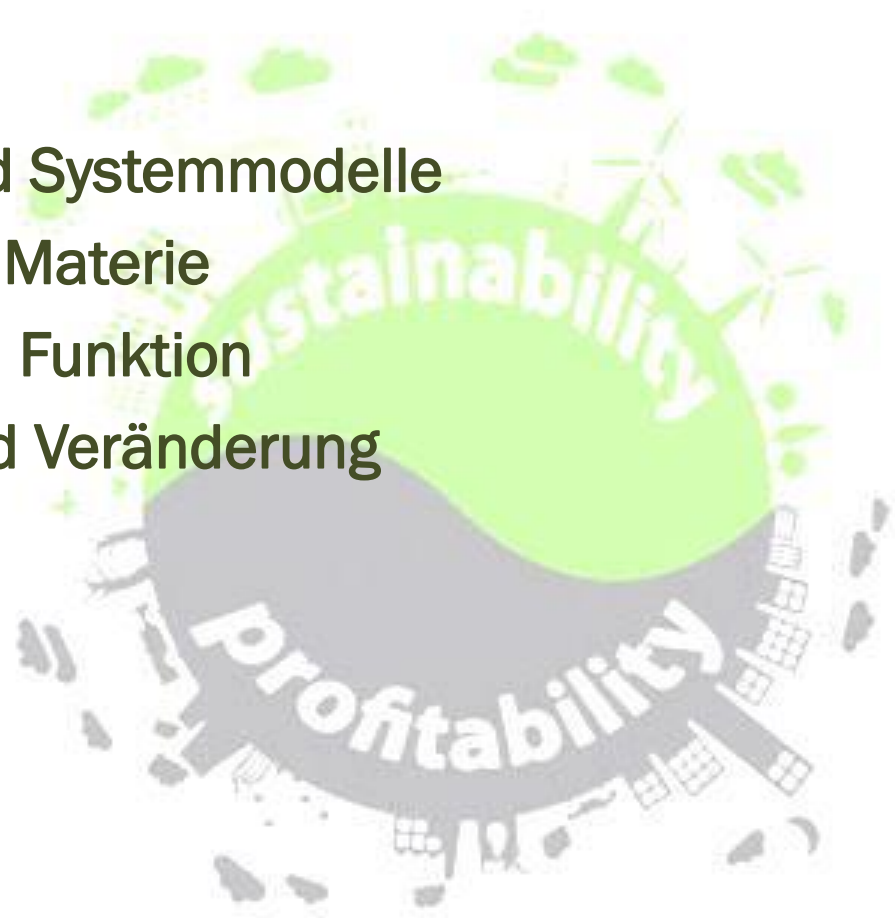 d Systemmodelle
Materie
Funktion
d Veränderung
sustainability
profitability